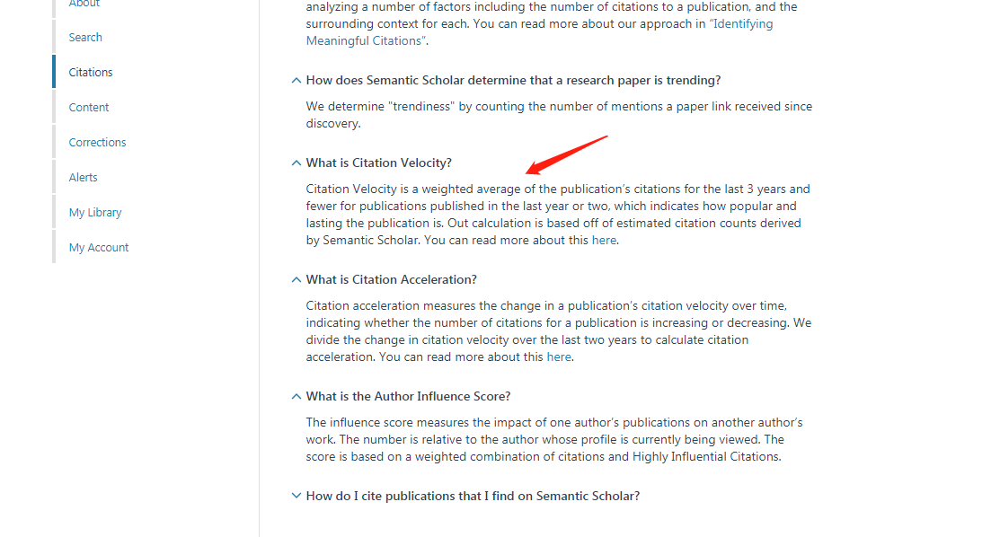 About
Search
Citations
Content
Corrections
Alerts
My Library
My Account
analyzing a number of factors including the number of citations to a publication, and the
surrounding context for each. You can read more about our approach in “Identifying
Meaningful Citations”.
How does Semantic Scholar determine that a research paper is trending?
We determine "trendiness" by counting the number of mentions a paper link received since
discovery.
What is Citation Velocity?
Citation Velocity is a weighted average of the publication’s citations for the last 3 years and
fewer for publications published in the last year or two, which indicates how popular and
lasting the publication is. Out calculation is based off of estimated citation counts derived
by Semantic Scholar. You can read more about this here.
What is Citation Acceleration?
Citation acceleration measures the change in a publication’s citation velocity over time,
indicating whether the number of citations for a publication is increasing or decreasing. We
divide the change in citation velocity over the last two years to calculate citation
acceleration. You can read more about this here.
What is the Author Influence Score?
The influence score measures the impact of one author’s publications on another author’s
work. The number is relative to the author whose profile is currently being viewed. The
score is based on a weighted combination of citations and Highly Influential Citations.
How do I cite publications that I find on Semantic Scholar?